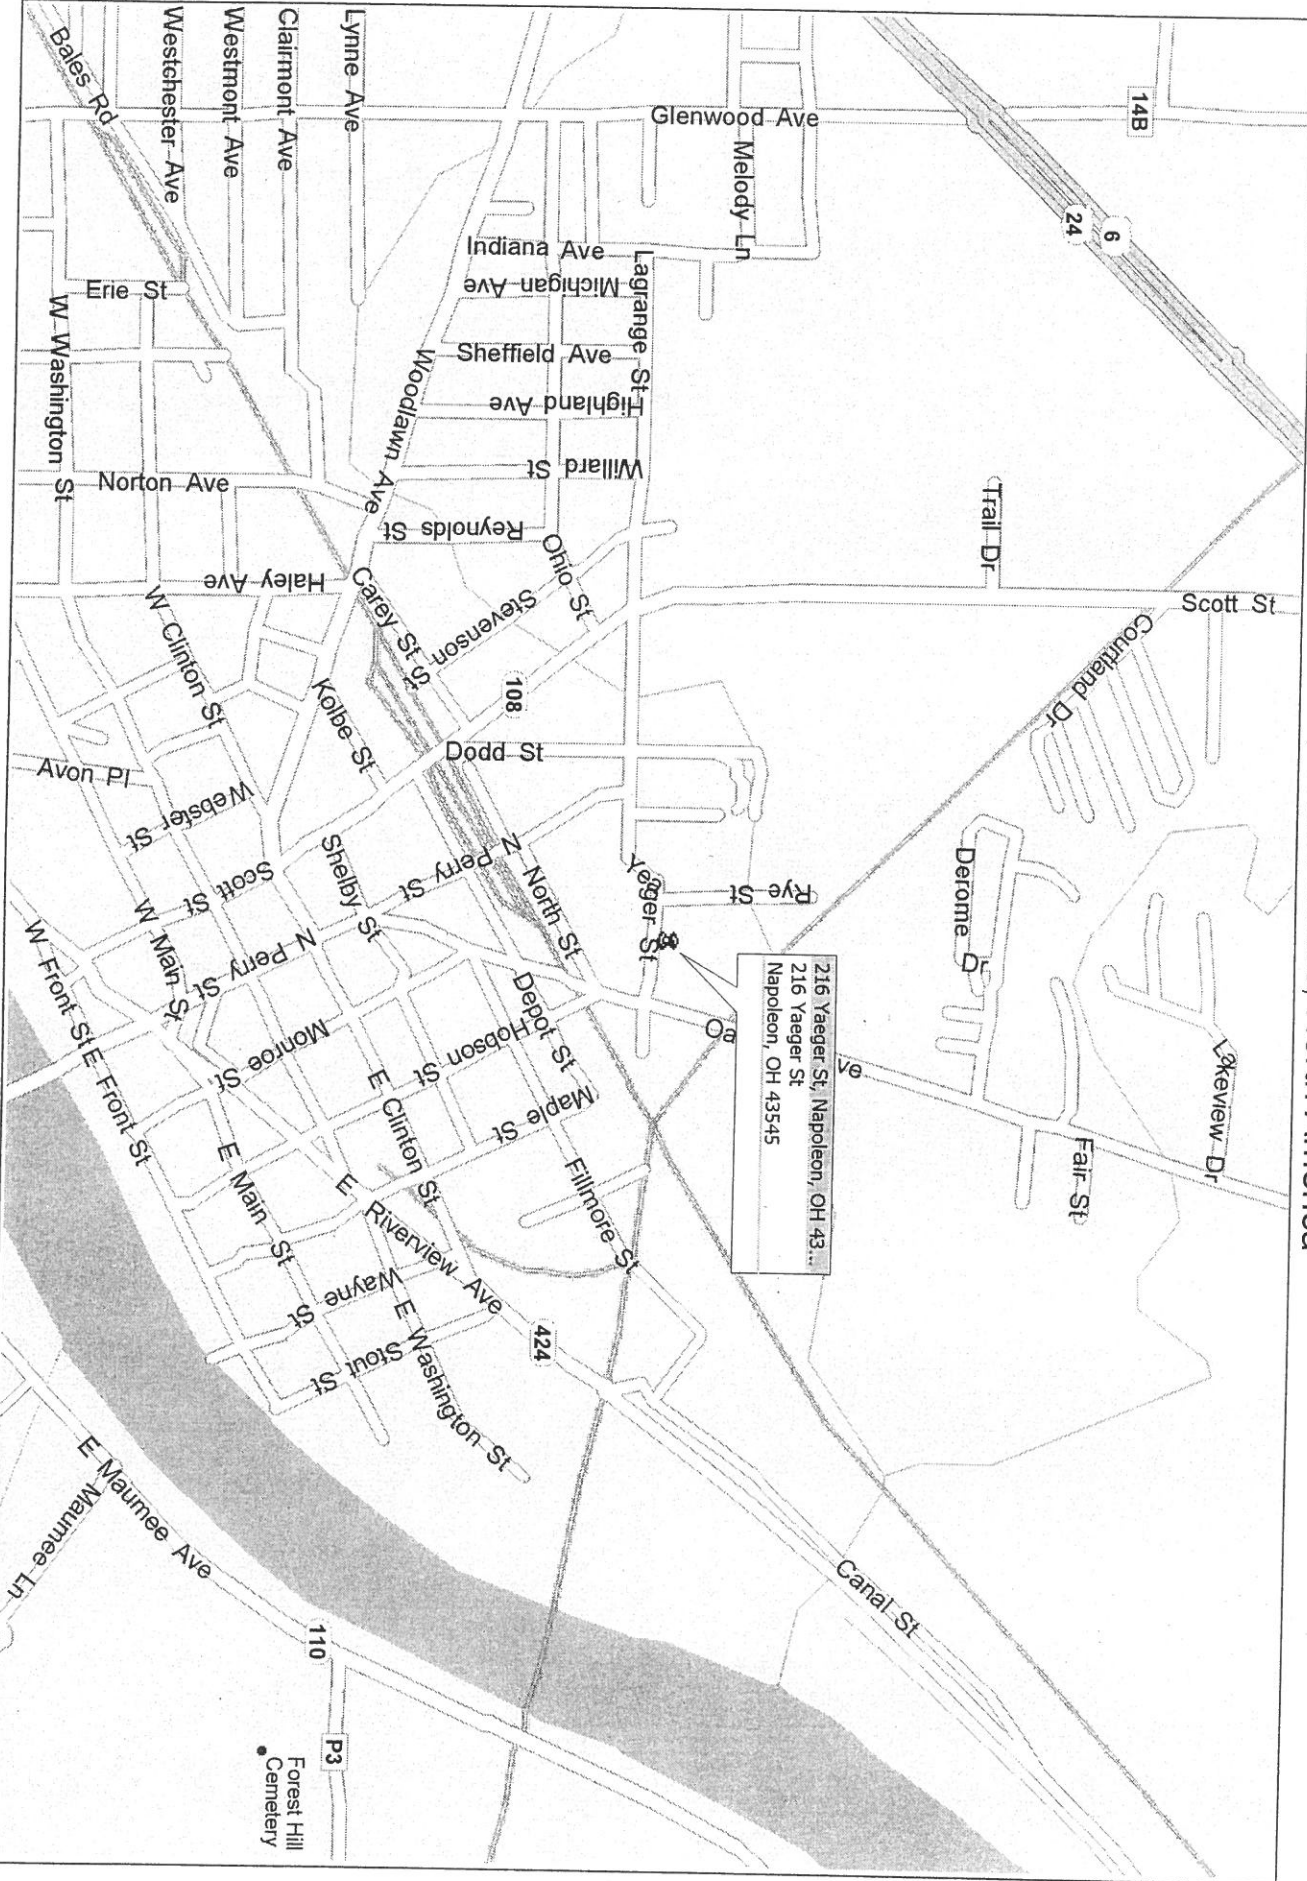 Bales Rd
Westchester Ave
Westmont Ave
Clairmont Ave
Lynne Ave
Glenwood Ave
14B
Melody Ln
6
24
Indiana Ave
Michigan Ave
Lagrange St
Erie St
W Washington St
Sheffield Ave
Highland Ave
Woodlawn Ave
Willard St
Norton Ave
Reynolds St
Ohio St
Trail Dr
Haley Ave
Carey St
Stevenson St
Scott St
Courtland Dr
W Clinton St
Kolbe St
108
Dodd St
Avon Pl
Webster St
Shelby St
Perry St
N North St
Yeager St
Rye St
Derome Dr
Scott St
W Main St
N Perry St
W Front St
216 Yaeger St, Napoleon, OH 43...
216 Yaeger St
Napoleon, OH 43545
Oa
ve
Depot St
Hobson St
Monroe St
E Front St
E Clinton St
Maple St
Lakeview Dr
Fair St
E Main St
E Riverview Ave
Fillmore St
Wayne St
Stout St
E Washington St
424
E Maumee Ave
Maumee Ln
Canal St
110
P3
Forest Hill
Cemetery